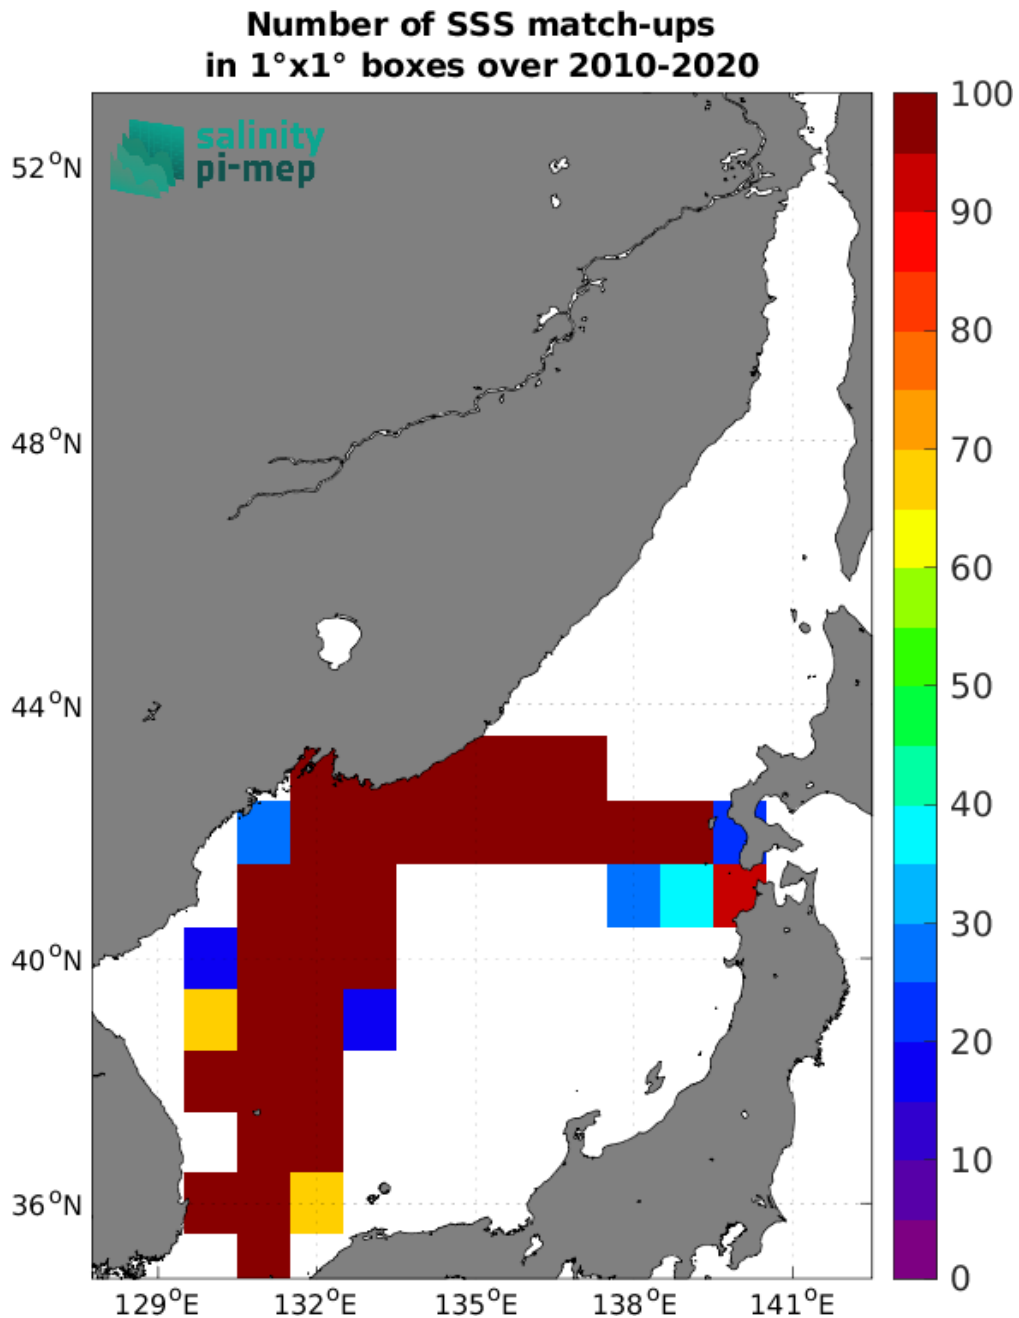 Number of SSS match-ups
in 1°x1° boxes over 2010-2020
salinity
pi-mep
52°N
48°N
44°N
40°N
36°N
129°E 132°E 135°E 138°E 141°E
100
90
80
70
60
50
40
30
20
10
0